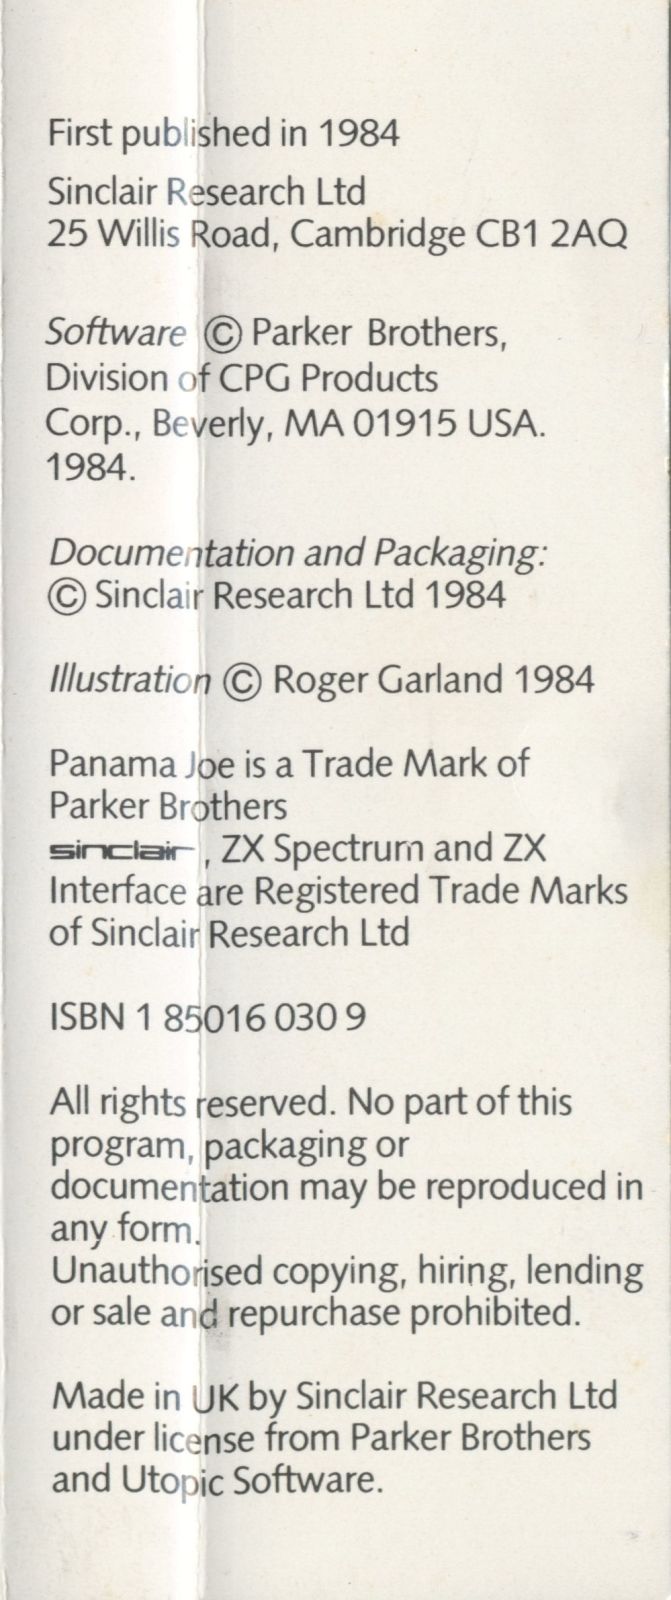 First published in 1984
Sinclair Research Ltd
25 Willis Road, Cambridge CB1 2AQ
Software © Parker Brothers,
Division of CPG Products
Corp., Beverly, MA 01915 USA.
1984.
Documentation and Packaging:
© Sinclair Research Ltd 1984
Illustration © Roger Garland 1984
Panama Joe is a Trade Mark of
Parker Brothers
sinclair, ZX Spectrum and ZX
Interface are Registered Trade Marks
of Sinclair Research Ltd
ISBN 1 85016 030 9
All rights reserved. No part of this
program, packaging or
documentation may be reproduced in
any form.
Unauthorised copying, hiring, lending
or sale and repurchase prohibited.
Made in UK by Sinclair Research Ltd
under license from Parker Brothers
and Utopic Software.